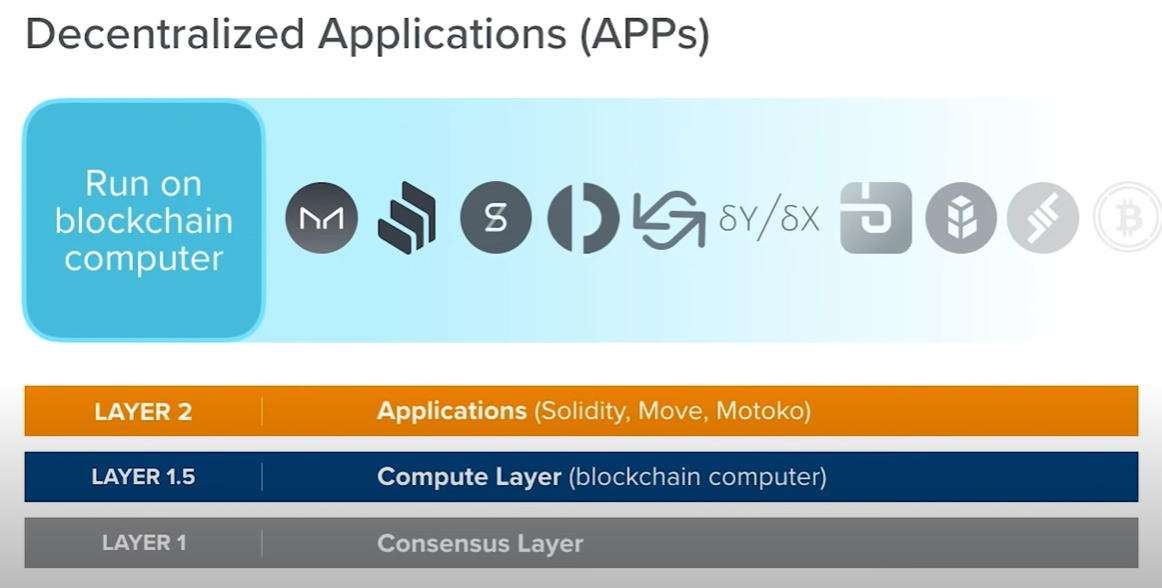 Decentralized Applications (APPs)
Run on
blockchain
computer
δY/δX
LAYER 2 Applications (Solidity, Move, Motoko)
LAYER 1.5 Compute Layer (blockchain computer)
LAYER 1 Consensus Layer